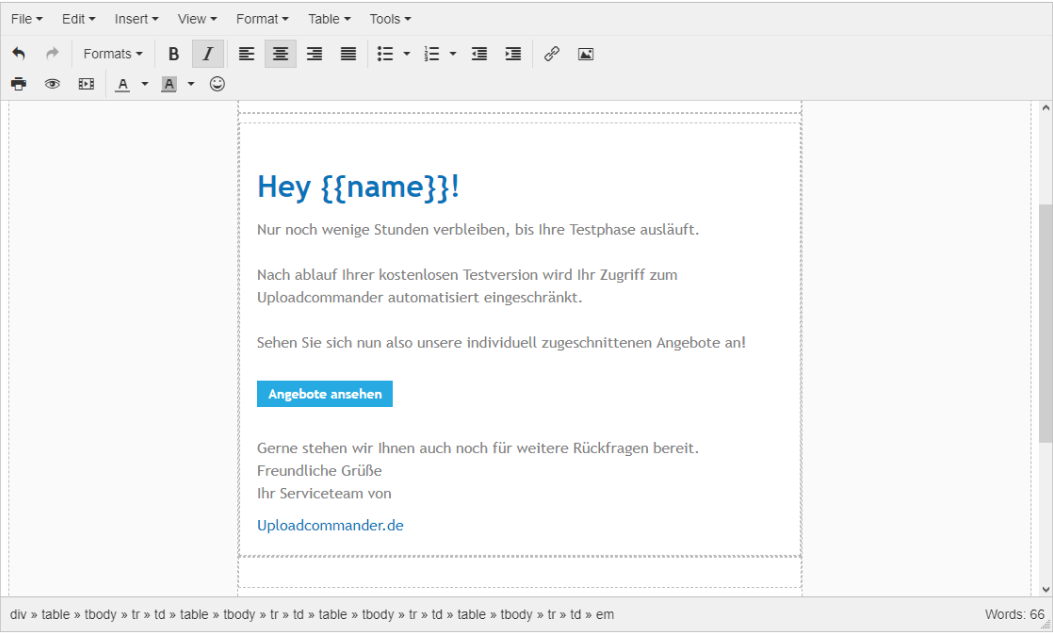 File Edit Insert View Format Table Tools
Formats B I
A A
Hey {{name}}!
Nur noch wenige Stunden verbleiben, bis Ihre Testphase ausläuft.
Nach ablauf Ihrer kostenlosen Testversion wird Ihr Zugriff zum
Uploadcommander automatisiert eingeschränkt.
Sehen Sie sich nun also unsere individuell zugeschnittenen Angebote an!
Angebote ansehen
Gerne stehen wir Ihnen auch noch für weitere Rückfragen bereit.
Freundliche Grüße
Ihr Serviceteam von
Uploadcommander.de
div » table » tbody » tr » td » table » tbody » tr » td » table » tbody » tr » td » table » tbody » tr » td » em Words: 66